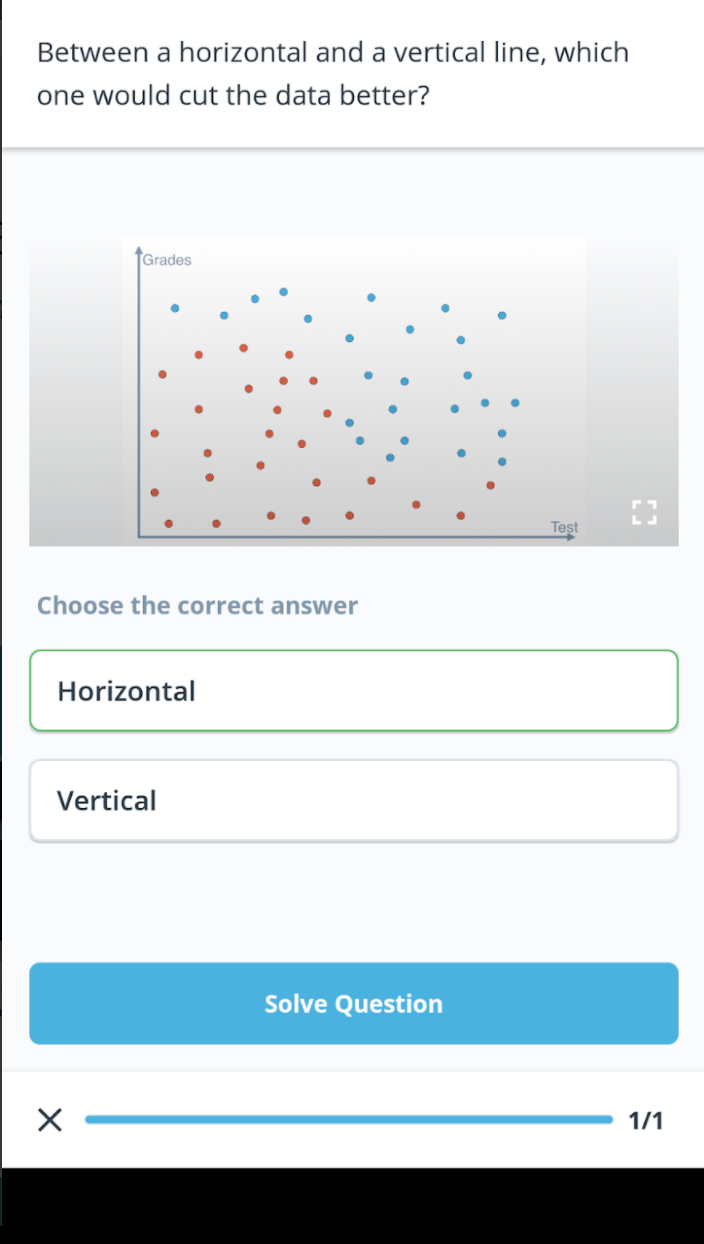 Between a horizontal and a vertical line, which
one would cut the data better?
Grades
Test
Choose the correct answer
Horizontal
Vertical
Solve Question
1/1